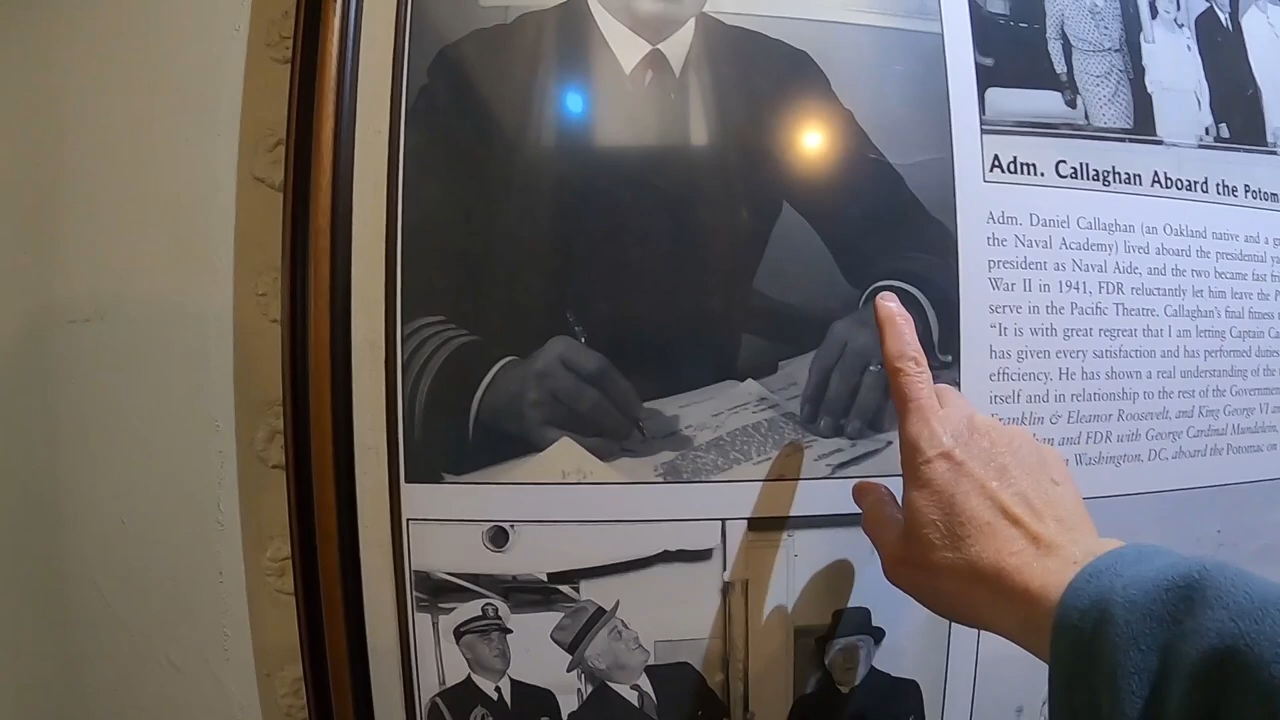 Adm. Callaghan Aboard the Potom
Adm. Daniel Callaghan (an Oakland native and a g
the Naval Academy) lived aboard the presidential ya
president as Naval Aide, and the two became fast fri
War II in 1941, FDR reluctantly let him leave the P
serve in the Pacific Theatre. Callaghan's final fitness
"It is with great regreat that I am letting Captain Ca
has given every satisfaction and has performed dutie
efficiency. He has shown a real understanding of the
itself and in relationship to the rest of the Governmen
Franklin & Eleanor Roosevelt, and King George VI a
an and FDR with George Cardinal Mundelein,
Washington, DC, aboard the Potomac on